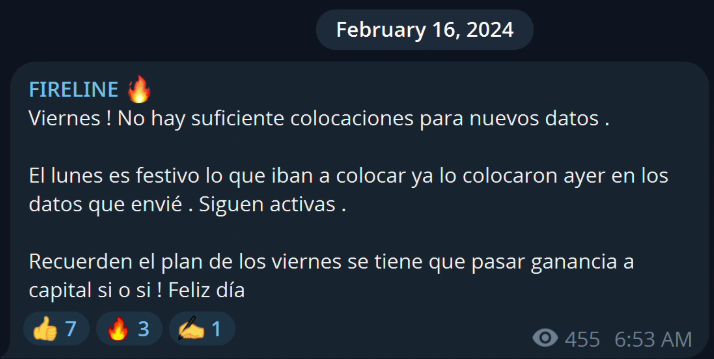 February 16, 2024
FIRELINE 🔥
Viernes ! No hay suficiente colocaciones para nuevos datos .
El lunes es festivo lo que iban a colocar ya lo colocaron ayer en los
datos que envié . Siguen activas .
Recuerden el plan de los viernes se tiene que pasar ganancia a
capital si o si ! Feliz día
👍 7 🔥 3 ✍️ 1
455 6:53 AM